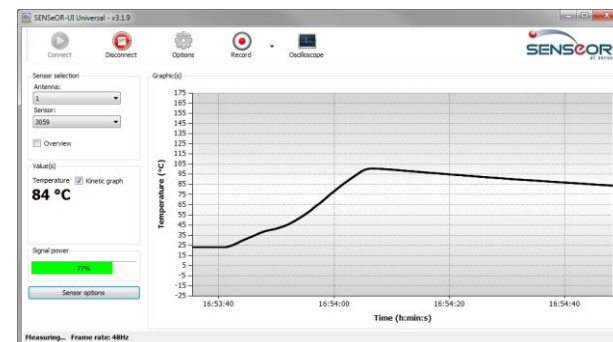 SENSeOR-UI Universal - v3.1.9
Connect Disconnect Options Record Oscilloscope
SENSeOR
Sensor selection
Antenna:
1
Sensor:
3059
Overview
Value(s)
Temperature Kinetic graph
84 °C
Signal power
77%
Sensor options
Graphic(s)
Temperature (°C)
175
165
155
145
135
125
115
105
95
85
75
65
55
45
35
25
15
5
-5
-15
-25
16:53:40 16:54:00 16:54:20 16:54:40
Time (h:min:s)
Measuring... Frame rate: 48Hz